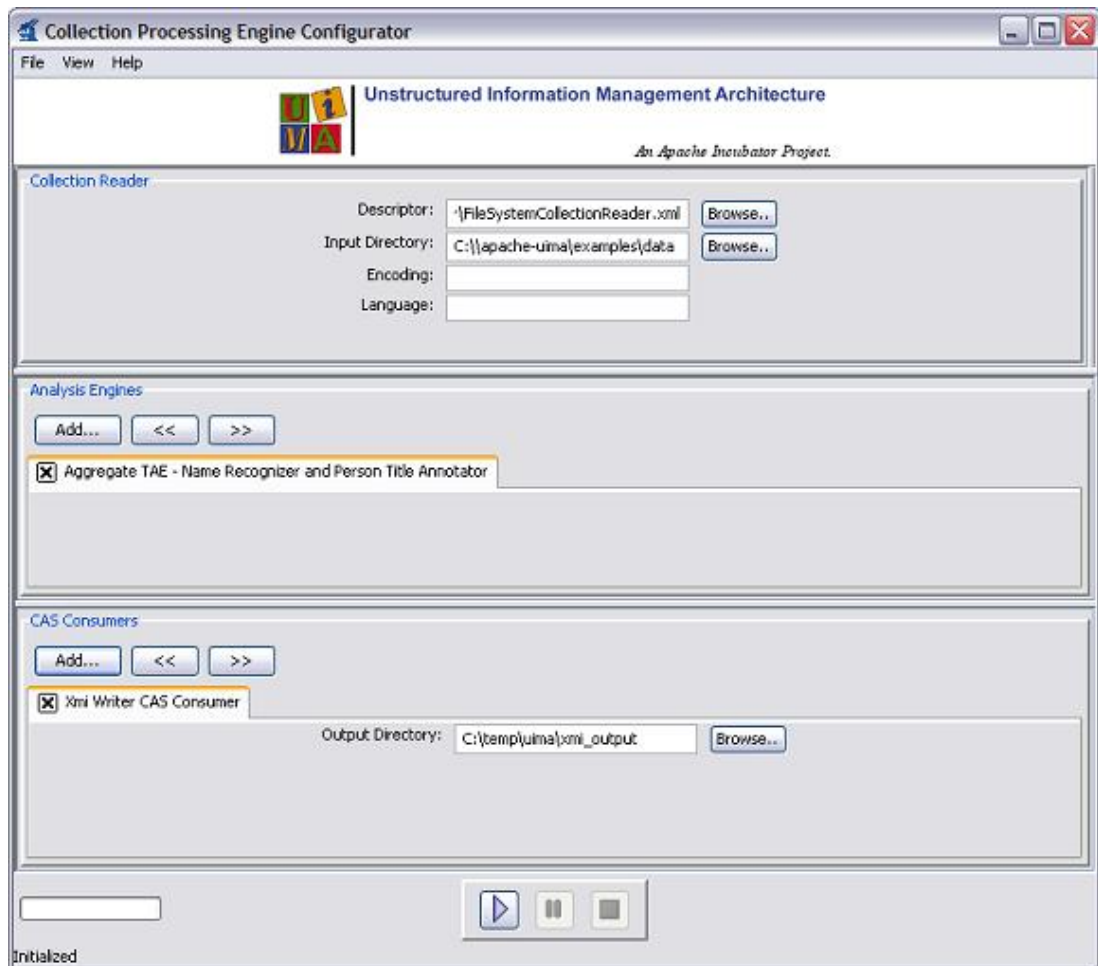 Collection Processing Engine Configurator
File View Help
UiMA
Unstructured Information Management Architecture
An Apache Incubator Project.
Collection Reader
Descriptor: \FileSystemCollectionReader.xml Browse..
Input Directory: C:\\apache-uima\examples\data Browse..
Encoding:
Language:
Analysis Engines
Add... << >>
Aggregate TAE - Name Recognizer and Person Title Annotator
CAS Consumers
Add... << >>
Xmi Writer CAS Consumer
Output Directory: C:\temp\uima\xmi_output Browse..
Initialized